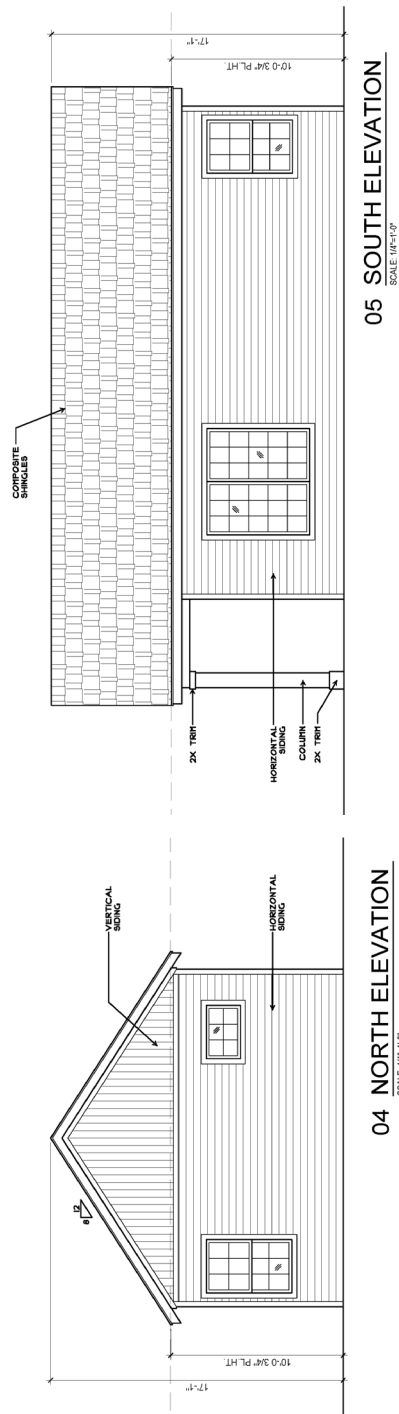 17'-1"
10'-0 3/4" PL.HT.
COMPOSITE
SHINGLES
2X TRIM
HORIZONTAL
SIDING
COLUMN
2X TRIM
05 SOUTH ELEVATION
SCALE: 1/4"=1'-0"
VERTICAL
SIDING
HORIZONTAL
SIDING
12
8
17'-1"
10'-0 3/4" PL.HT.
04 NORTH ELEVATION